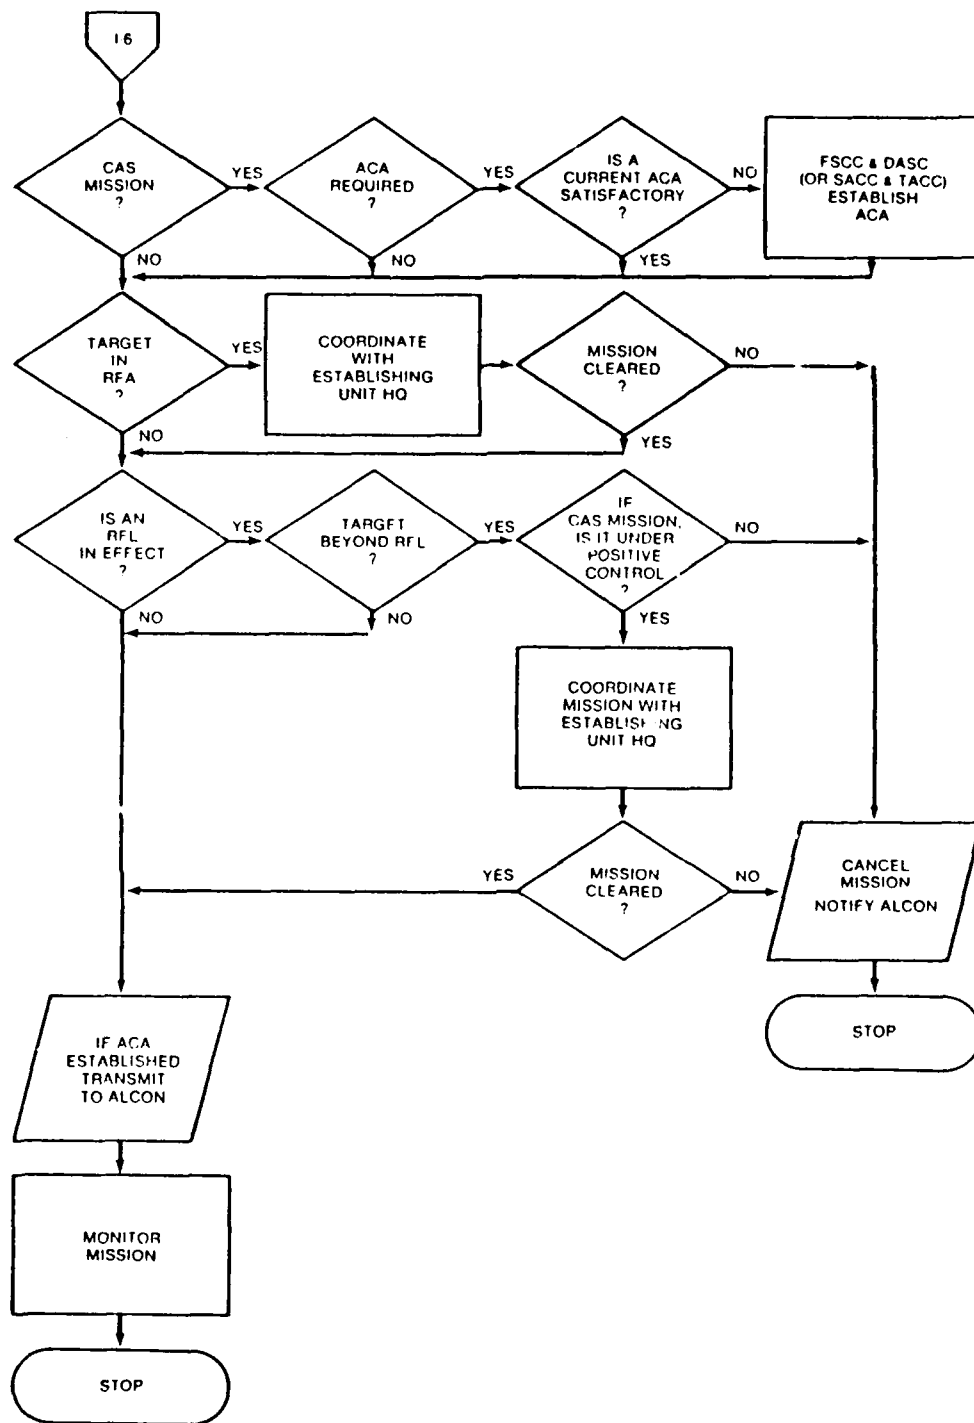 16
CAS
MISSION
?
YES
ACA
REQUIRED
?
YES
IS A
CURRENT ACA
SATISFACTORY
?
NO
FSCC & DASC
(OR SACC & TACC)
ESTABLISH
ACA
NO
NO
YES
TARGET
IN
RFA
?
YES
COORDINATE
WITH
ESTABLISHING
UNIT HQ
MISSION
CLEARED
?
NO
NO
YES
IS AN
RFL
IN EFFECT
?
YES
TARGET
BEYOND RFL
?
YES
IF
CAS MISSION,
IS IT UNDER
POSITIVE
CONTROL
?
NO
NO
NO
YES
COORDINATE
MISSION WITH
ESTABLISHING
UNIT HQ
YES
MISSION
CLEARED
?
NO
CANCEL
MISSION
NOTIFY ALCON
STOP
IF ACA
ESTABLISHED
TRANSMIT
TO ALCON
MONITOR
MISSION
STOP